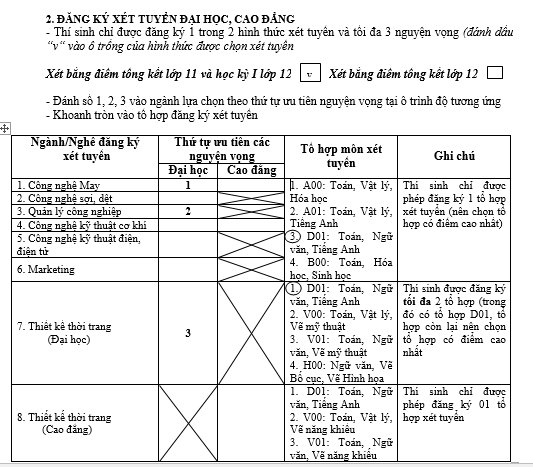 2. ĐĂNG KÝ XÉT TUYỂN ĐẠI HỌC, CAO ĐẲNG
- Thí sinh chỉ được đăng ký 1 trong 2 hình thức xét tuyển và tối đa 3 nguyện vọng (đánh dấu
"v" vào ô trống của hình thức được chọn xét tuyển
Xét bằng điểm tổng kết lớp 11 và học kỳ I lớp 12 v Xét bằng điểm tổng kết lớp 12
- Đánh số 1, 2, 3 vào ngành lựa chọn theo thứ tự ưu tiên nguyện vọng tại ô trình độ tương ứng
- Khoanh tròn vào tổ hợp đăng ký xét tuyển
Ngành/Nghề đăng ký
xét tuyển
Thứ tự ưu tiên các
nguyện vọng
Đại học
Cao đẳng
Tổ hợp môn xét
tuyển
Ghi chú
1. Công nghệ May
1
2. Công nghệ sợi, dệt
3. Quản lý công nghiệp
2
4. Công nghệ kỹ thuật cơ khí
5. Công nghệ kỹ thuật điện,
điện tử
6. Marketing
1. A00: Toán, Vật lý,
Hóa học
2. A01: Toán, Vật lý,
Tiếng Anh
3. D01: Toán, Ngữ
văn, Tiếng Anh
4. B00: Toán, Hóa
học, Sinh học
Thí sinh chỉ được
phép đăng ký 1 tổ hợp
xét tuyển (nên chọn tổ
hợp có điểm cao nhất)
7. Thiết kế thời trang
(Đại học)
3
1. D01: Toán, Ngữ
văn, Tiếng Anh
2. V00: Toán, Vật lý,
Vẽ mỹ thuật
3. V01: Toán, Ngữ
văn, Vẽ mỹ thuật
4. H00: Ngữ văn, Vẽ
Bố cục, Vẽ Hình họa
Thí sinh được đăng ký
tối đa 2 tổ hợp (trong
đó có tổ hợp D01, tổ
hợp còn lại nên chọn
tổ hợp có điểm cao
nhất
8. Thiết kế thời trang
(Cao đẳng)
1. D01: Toán, Ngữ
văn, Tiếng Anh
2. V00: Toán, Vật lý,
Vẽ năng khiếu
3. V01: Toán, Ngữ
văn, Vẽ năng khiếu
Thí sinh chỉ được
phép đăng ký 01 tổ
hợp xét tuyển